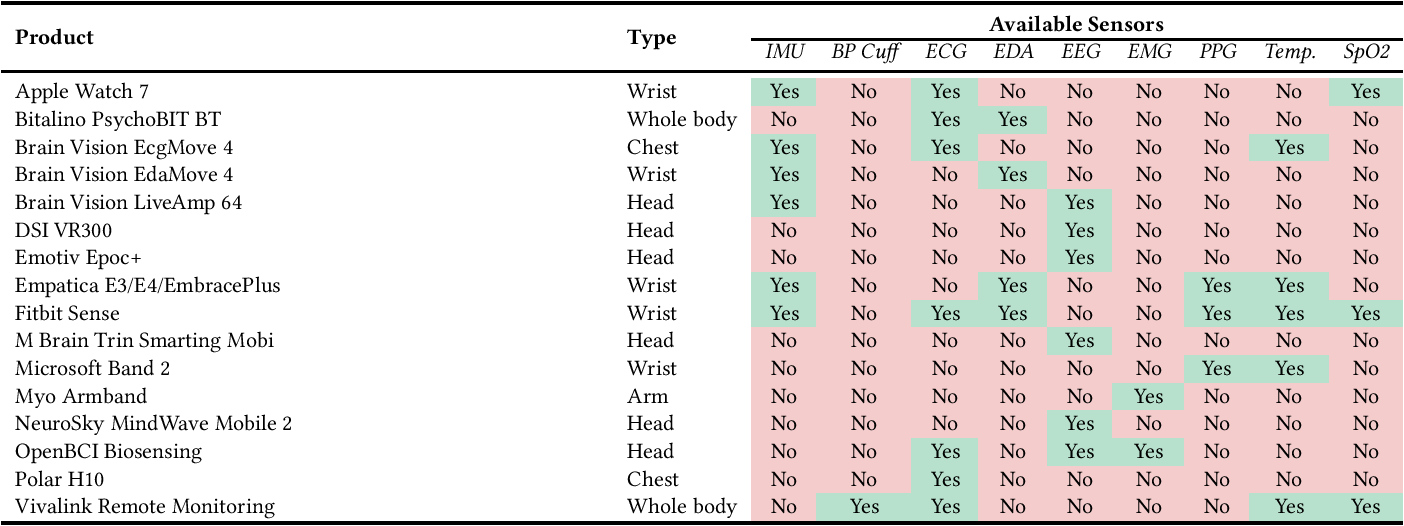 Product Type Available Sensors
IMU BP Cuff ECG EDA EEG EMG PPG Temp. SpO2
Apple Watch 7 Wrist Yes No Yes No No No No No Yes
Bitalino PsychoBIT BT Whole body No No Yes Yes No No No No No
Brain Vision EcgMove 4 Chest Yes No Yes No No No No Yes No
Brain Vision EdaMove 4 Wrist Yes No No Yes No No No No No
Brain Vision LiveAmp 64 Head Yes No No No Yes No No No No
DSI VR300 Head No No No No Yes No No No No
Emotiv Epoc+ Head No No No No Yes No No No No
Empatica E3/E4/EmbracePlus Wrist Yes No No Yes No No Yes Yes No
Fitbit Sense Wrist Yes No Yes Yes No No Yes Yes Yes
M Brain Trin Smarting Mobi Head No No No No Yes No No No No
Microsoft Band 2 Wrist No No No No No No Yes Yes No
Myo Armband Arm No No No No No Yes No No No
NeuroSky MindWave Mobile 2 Head No No No No Yes No No No No
OpenBCI Biosensing Head No No Yes No Yes Yes No No No
Polar H10 Chest No No Yes No No No No No No
Vivalink Remote Monitoring Whole body No Yes Yes No No No No Yes Yes